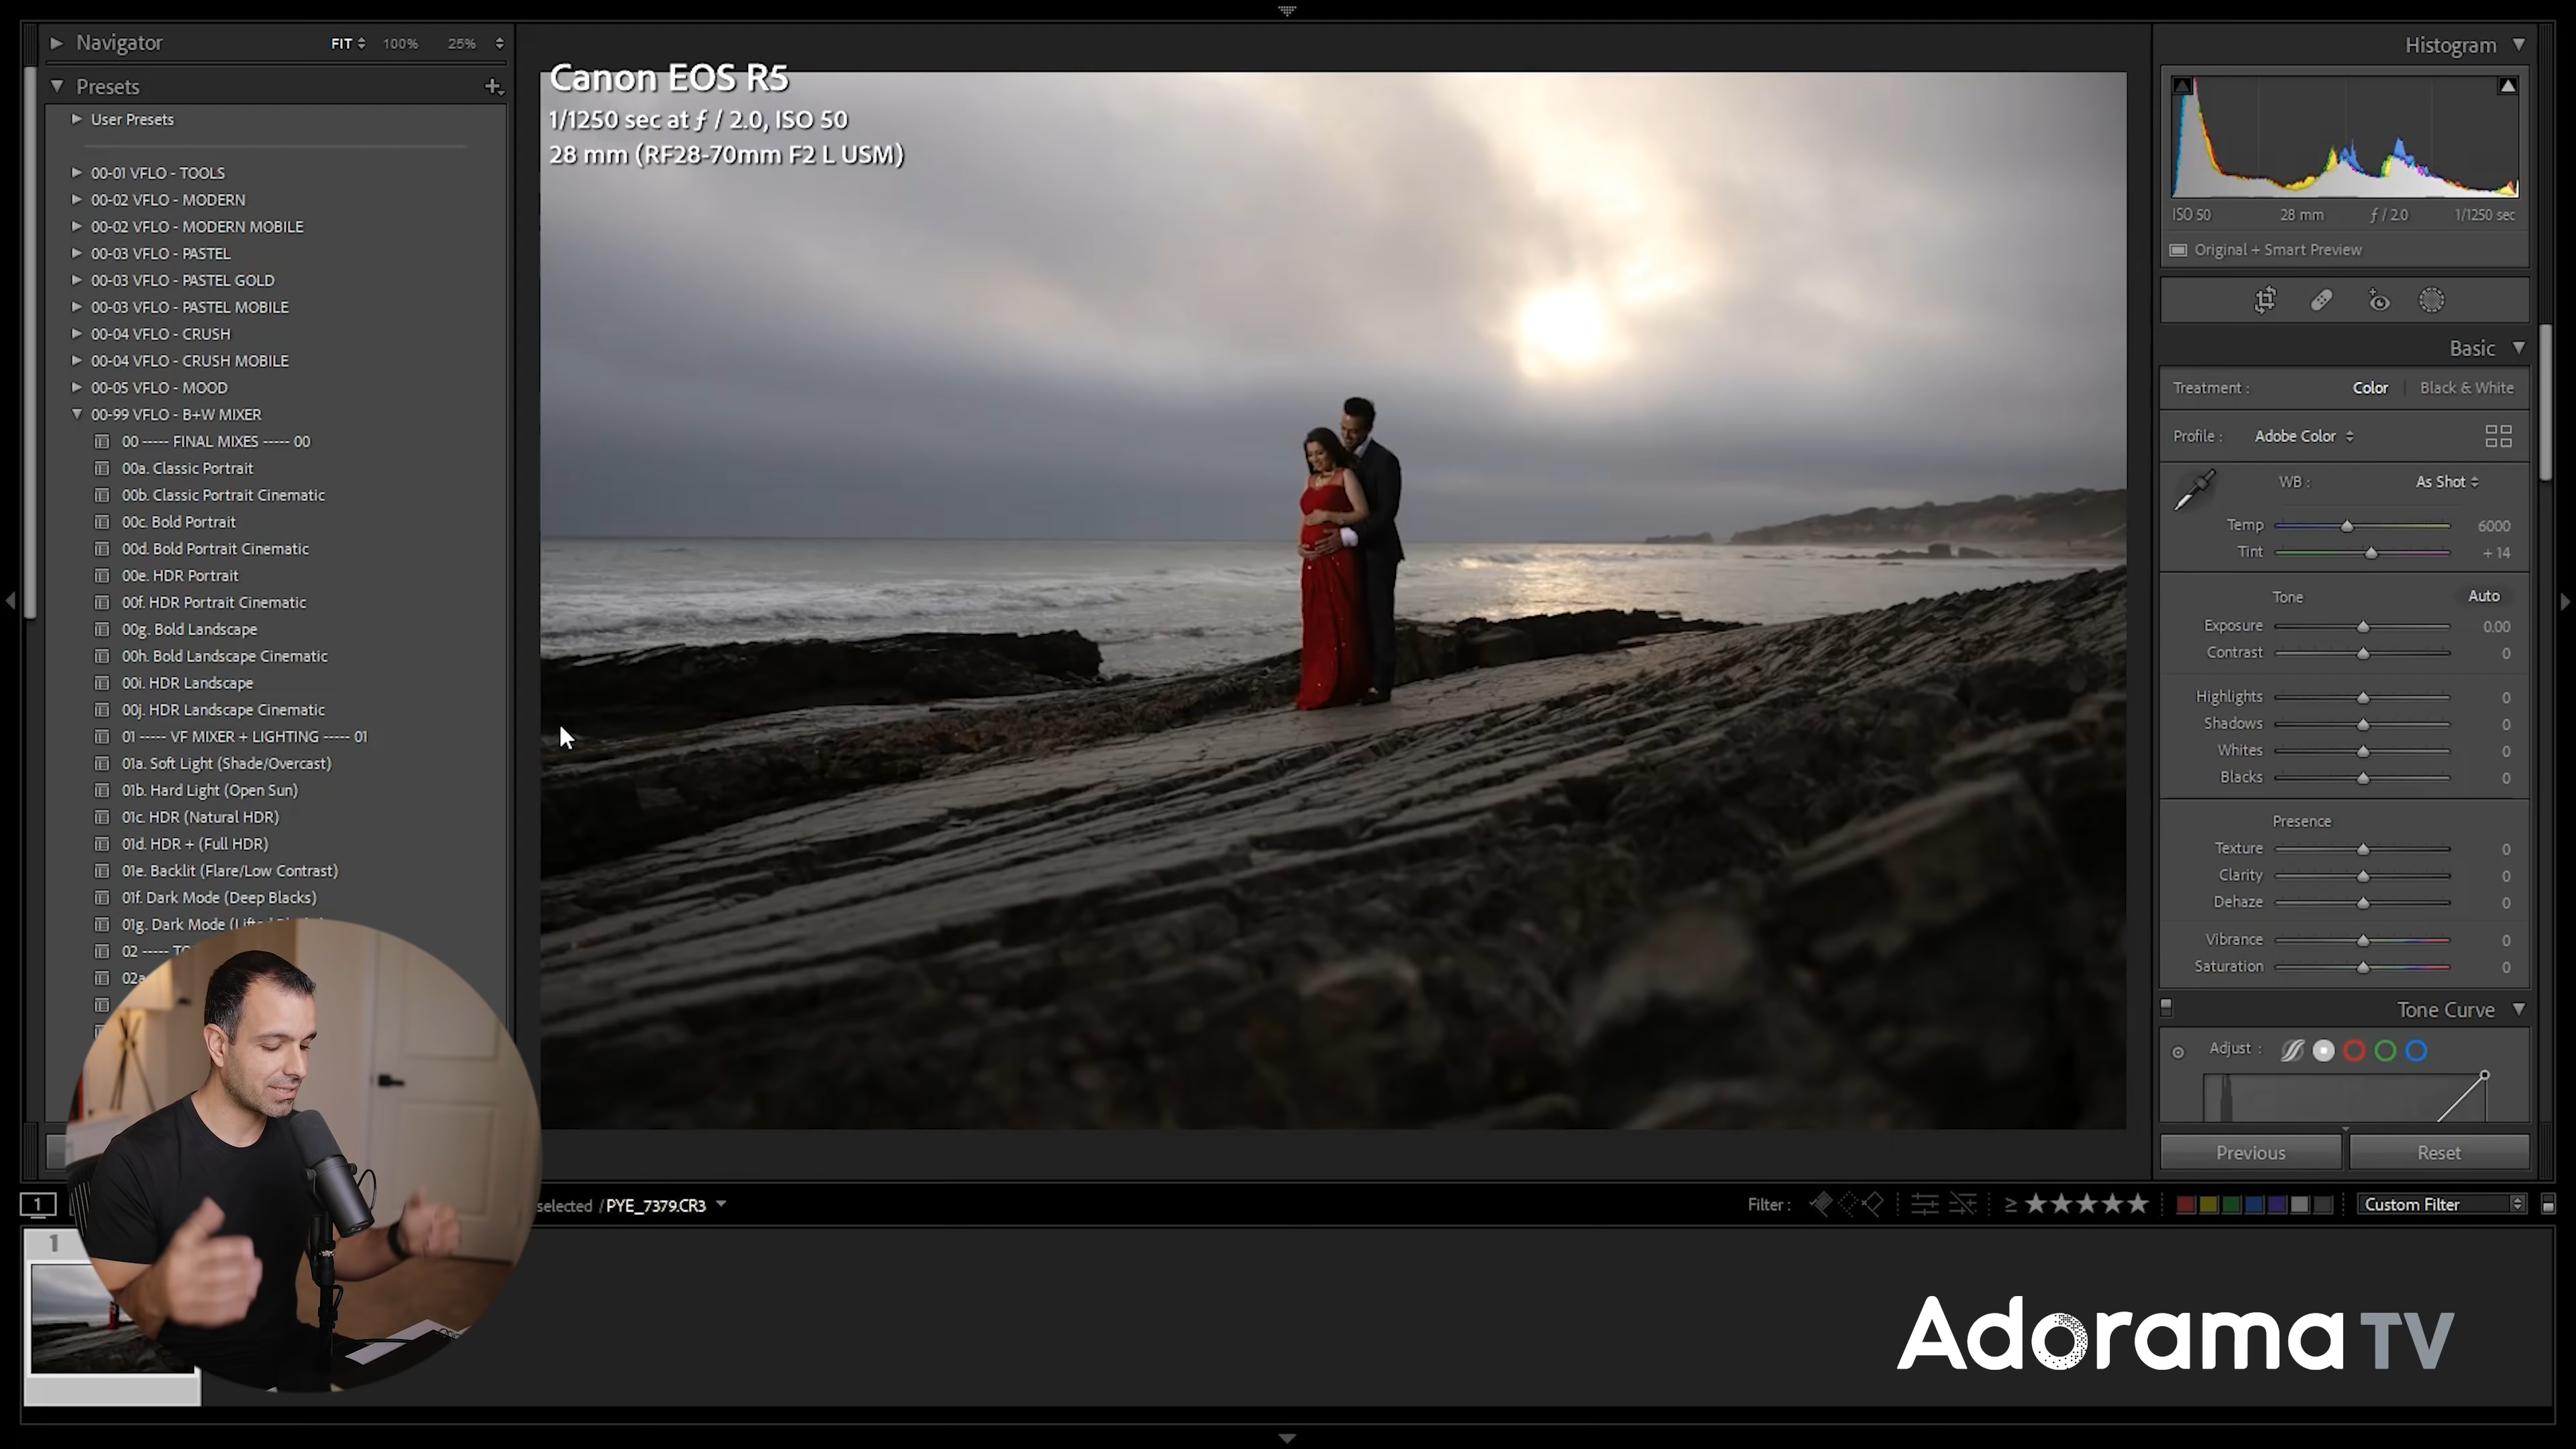 Navigator
FIT
100%
25%
Presets
User Presets
00-01 VFLO - TOOLS
00-02 VFLO - MODERN
00-02 VFLO - MODERN MOBILE
00-03 VFLO - PASTEL
00-03 VFLO - PASTEL GOLD
00-03 VFLO - PASTEL MOBILE
00-04 VFLO - CRUSH
00-04 VFLO - CRUSH MOBILE
00-05 VFLO - MOOD
00-99 VFLO - B+W MIXER
00 ----- FINAL MIXES ----- 00
00a. Classic Portrait
00b. Classic Portrait Cinematic
00c. Bold Portrait
00d. Bold Portrait Cinematic
00e. HDR Portrait
00f. HDR Portrait Cinematic
00g. Bold Landscape
00h. Bold Landscape Cinematic
00i. HDR Landscape
00j. HDR Landscape Cinematic
01 ----- VF MIXER + LIGHTING ----- 01
01a. Soft Light (Shade/Overcast)
01b. Hard Light (Open Sun)
01c. HDR (Natural HDR)
01d. HDR + (Full HDR)
01e. Backlit (Flare/Low Contrast)
01f. Dark Mode (Deep Blacks)
01g. Dark Mode
02 -----
Canon EOS R5
1/1250 sec at ƒ / 2.0, ISO 50
28 mm (RF28-70mm F2 L USM)
Histogram
ISO 50
28 mm
ƒ / 2.0
1/1250 sec
Original + Smart Preview
Basic
Treatment :
Color
Black & White
Profile :
Adobe Color
WB :
As Shot
Temp
6000
Tint
+ 14
Tone
Auto
Exposure
0.00
Contrast
0
Highlights
0
Shadows
0
Whites
0
Blacks
0
Presence
Texture
0
Clarity
0
Dehaze
0
Vibrance
0
Saturation
0
Tone Curve
Adjust :
Previous
Reset
1
selected / PYE_7379.CR3
Filter :
≥ ★★★★★
Custom Filter
1
Adorama TV